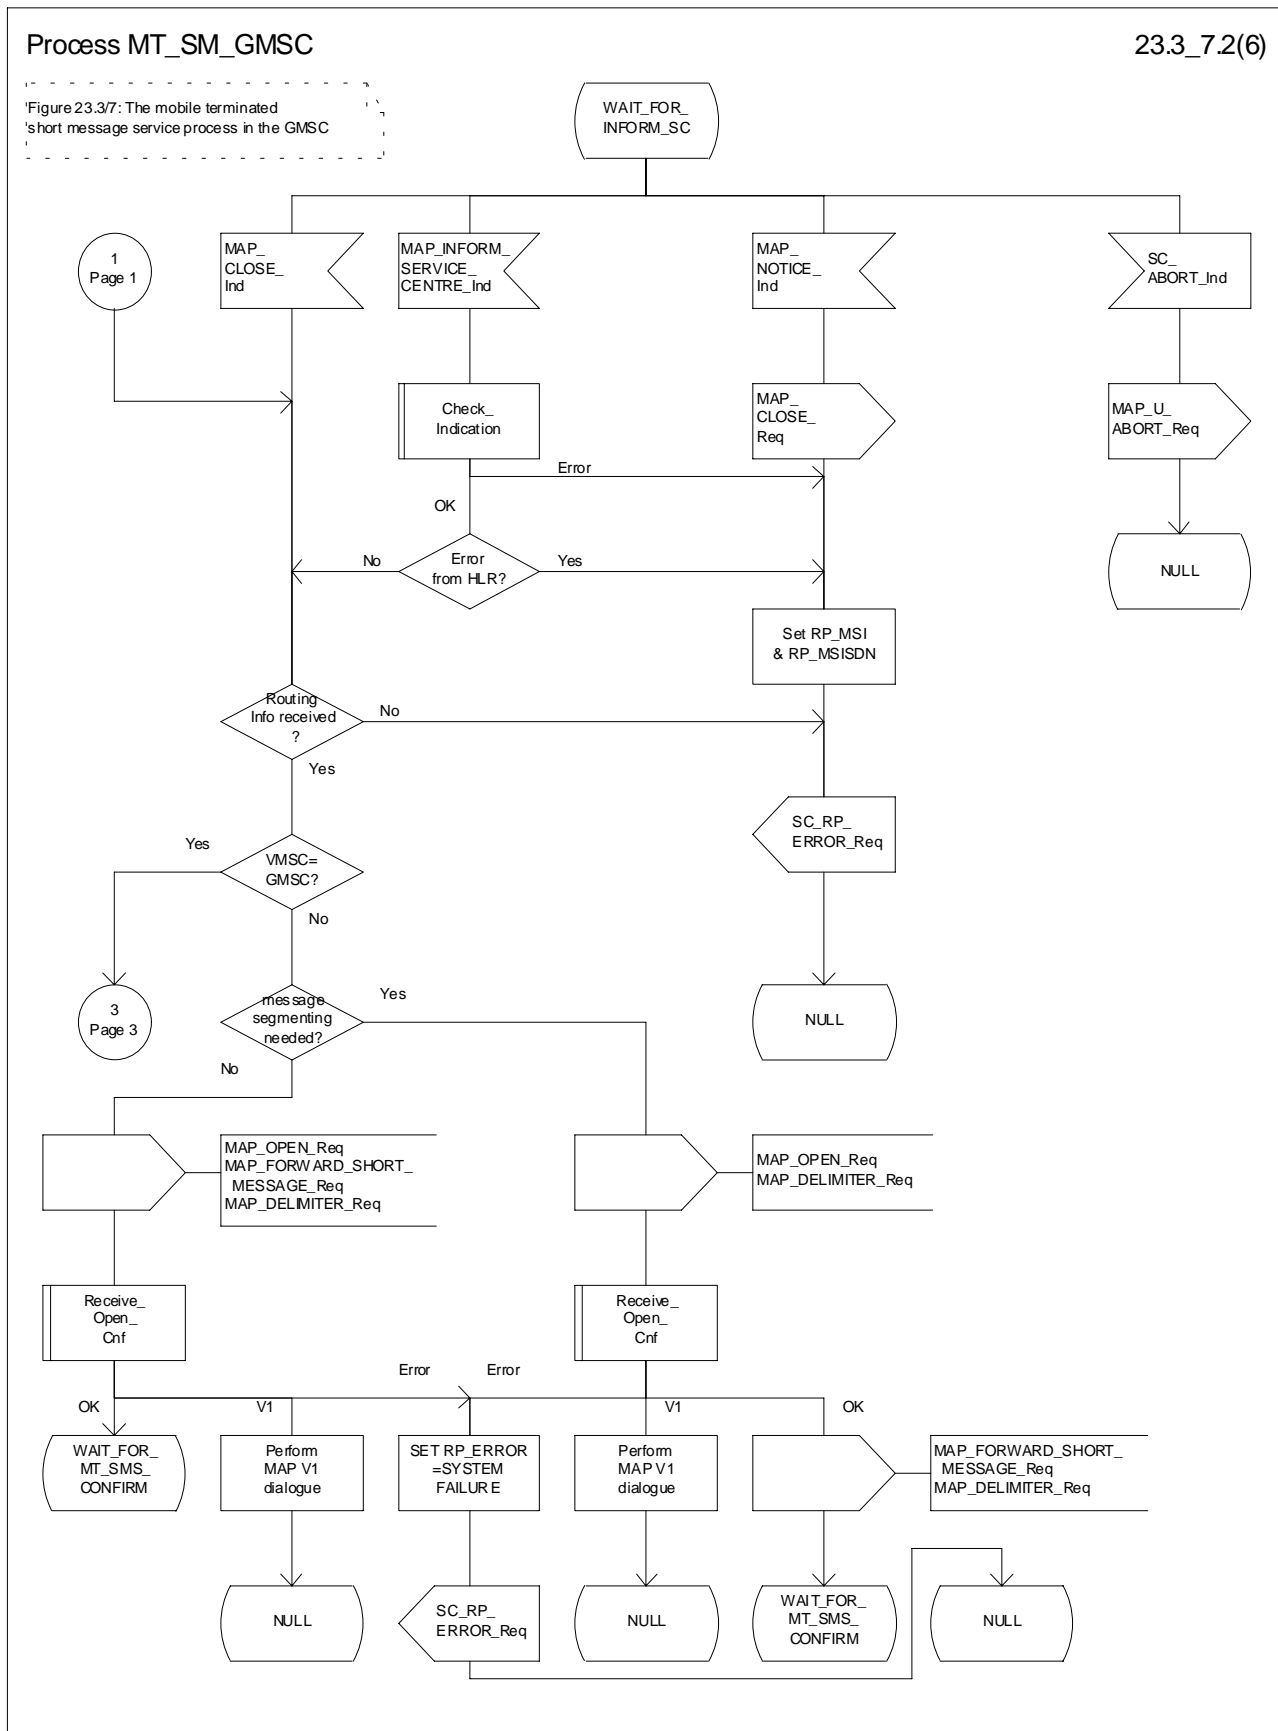 Process MT_SM_GMSC
23.3_7.2(6)
Figure 23.3/7: The mobile terminated
short message service process in the GMSC
WAIT_FOR_
INFORM_SC
1
Page 1
MAP_
CLOSE_
Ind
MAP_INFORM_
SERVICE_
CENTRE_Ind
MAP_
NOTICE_
Ind
SC_
ABORT_Ind
Check_
Indication
MAP_
CLOSE_
Req
MAP_U_
ABORT_Req
Error
OK
No
Error
from HLR?
Yes
NULL
Set RP_MSI
& RP_MSISDN
Routing
Info received
?
No
Yes
SC_RP_
ERROR_Req
Yes
VMSC=
GMSC?
No
3
Page 3
message
segmenting
needed?
Yes
NULL
No
MAP_OPEN_Req
MAP_FORWARD_SHORT_
MESSAGE_Req
MAP_DELIMITER_Req
MAP_OPEN_Req
MAP_DELIMITER_Req
Receive_
Open_
Cnf
Receive_
Open_
Cnf
Error
Error
OK
V1
V1
OK
WAIT_FOR_
MT_SMS_
CONFIRM
Perform
MAP V1
dialogue
SET RP_ERROR
=SYSTEM
FAILURE
Perform
MAP V1
dialogue
MAP_FORWARD_SHORT_
MESSAGE_Req
MAP_DELIMITER_Req
NULL
SC_RP_
ERROR_Req
NULL
WAIT_FOR_
MT_SMS_
CONFIRM
NULL